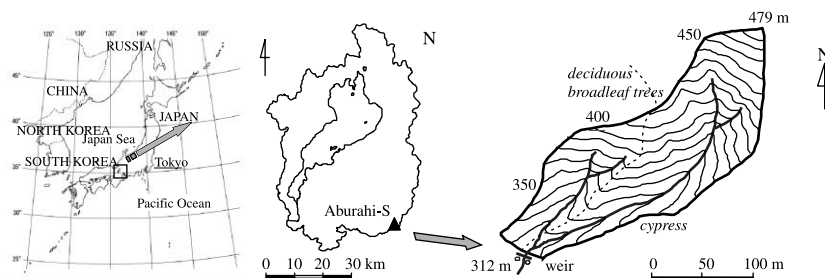 125° 130° 135° 140° 145°
RUSSIA
45°
CHINA
40°
JAPAN
NORTH KOREA
Japan Sea
SOUTH KOREA
Tokyo
35°
Pacific Ocean
30°
25°
N
Aburahi-S
0 10 20 30 km
479 m
450
deciduous
broadleaf trees
N
400
350
cypress
312 m
weir
0 50 100 m